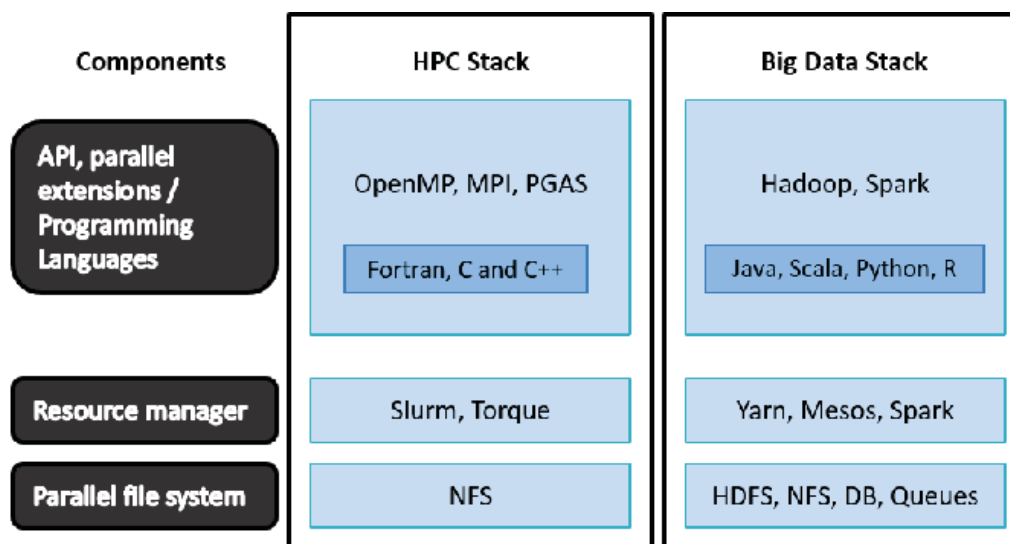 Components
HPC Stack
Big Data Stack
API, parallel
extensions /
Programming
Languages
OpenMP, MPI, PGAS
Fortran, C and C++
Hadoop, Spark
Java, Scala, Python, R
Resource manager
Slurm, Torque
Yarn, Mesos, Spark
Parallel file system
NFS
HDFS, NFS, DB, Queues